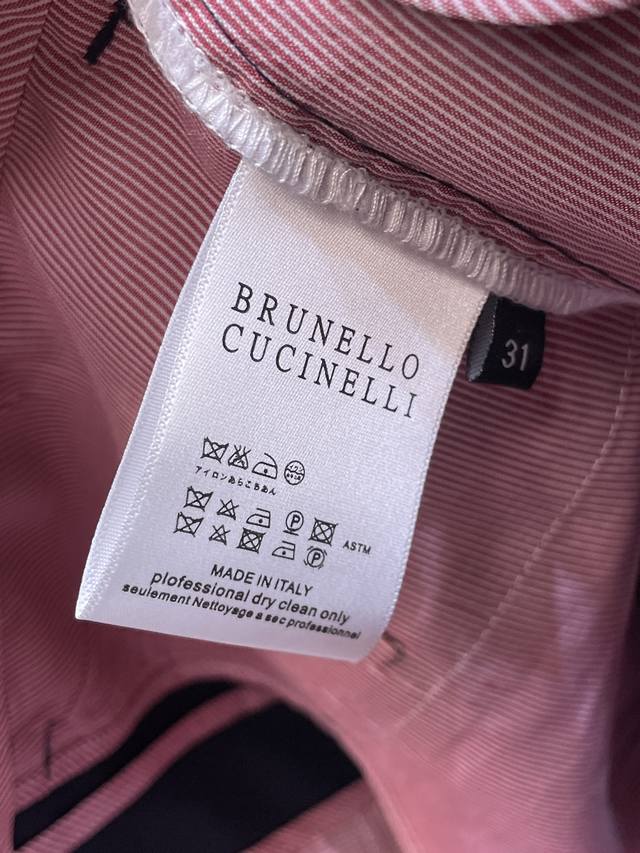 BRUNELLO
CUCINELLI
31
アイロンあらこちあん
P
ASTM
P
MADE IN ITALY
plofessional dry clean only
seulement Nettoyage a sec professionnel